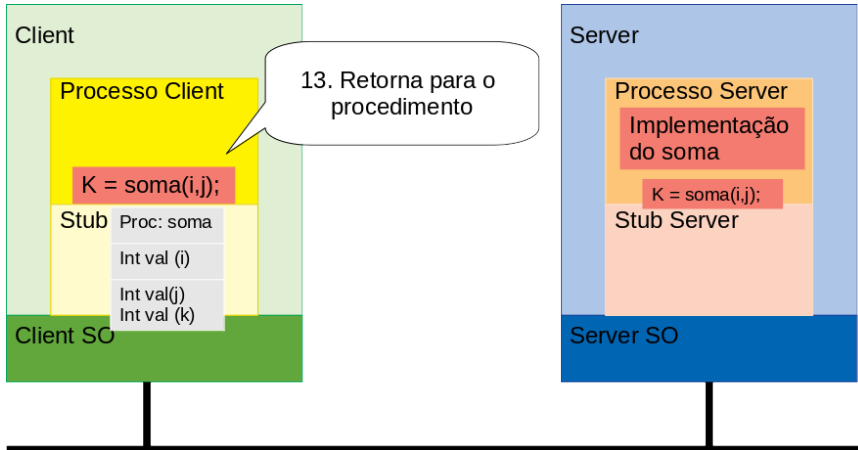 Client
13. Retorna para o
procedimento
Processo Client
K = soma(i,j);
Stub
Proc: soma
Int val (i)
Int val(j)
Int val (k)
Client SO
Server
Processo Server
Implementação
do soma
K = soma(i,j);
Stub Server
Server SO